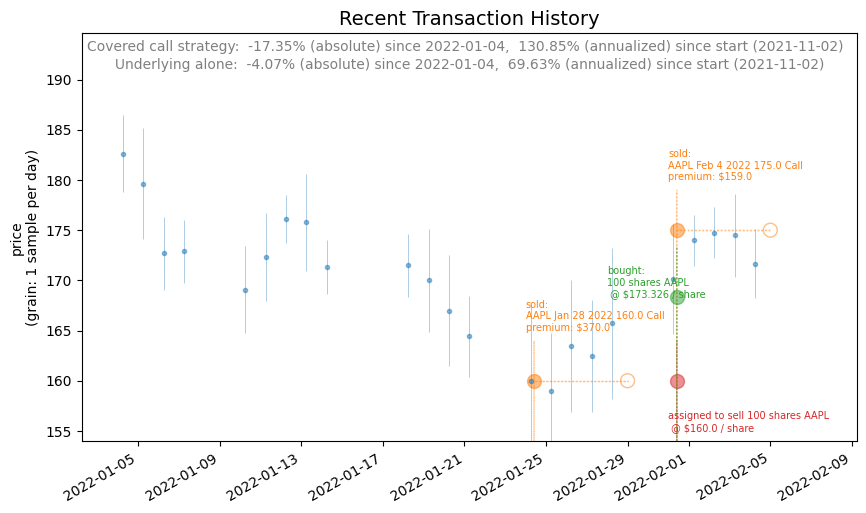 Recent Transaction History
Covered call strategy:  -17.35% (absolute) since 2022-01-04,  130.85% (annualized) since start (2021-11-02)
Underlying alone:  -4.07% (absolute) since 2022-01-04,  69.63% (annualized) since start (2021-11-02)
price
(grain: 1 sample per day)
190
185
180
175
170
165
160
155
sold:
AAPL Feb 4 2022 175.0 Call
premium: $159.0
bought:
100 shares AAPL
@ $173.326 / share
sold:
AAPL Jan 28 2022 160.0 Call
premium: $370.0
assigned to sell 100 shares AAPL
@ $160.0 / share
2022-01-05
2022-01-09
2022-01-13
2022-01-17
2022-01-21
2022-01-25
2022-01-29
2022-02-01
2022-02-05
2022-02-09